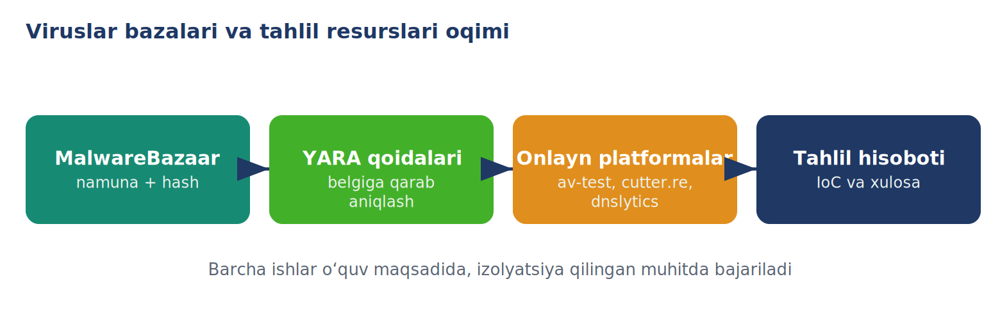 Viruslar bazalari va tahlil resurslari oqimi
MalwareBazaar
namuna + hash
YARA qoidalari
belgiga qarab
aniqlash
Onlayn platformalar
av-test, cutter.re,
dnslytics
Tahlil hisoboti
IoC va xulosa
Barcha ishlar o‘quv maqsadida, izolyatsiya qilingan muhitda bajariladi